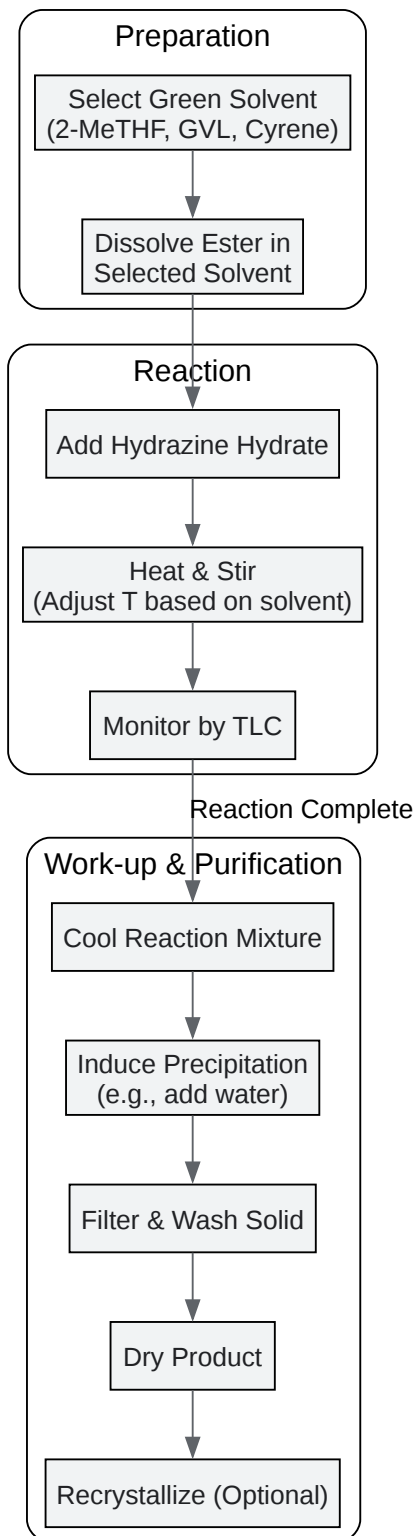 Preparation
Select Green Solvent
(2-MeTHF, GVL, Cyrene)
Dissolve Ester in
Selected Solvent
Reaction
Add Hydrazine Hydrate
Heat & Stir
(Adjust T based on solvent)
Monitor by TLC
Reaction Complete
Work-up & Purification
Cool Reaction Mixture
Induce Precipitation
(e.g., add water)
Filter & Wash Solid
Dry Product
Recrystallize (Optional)